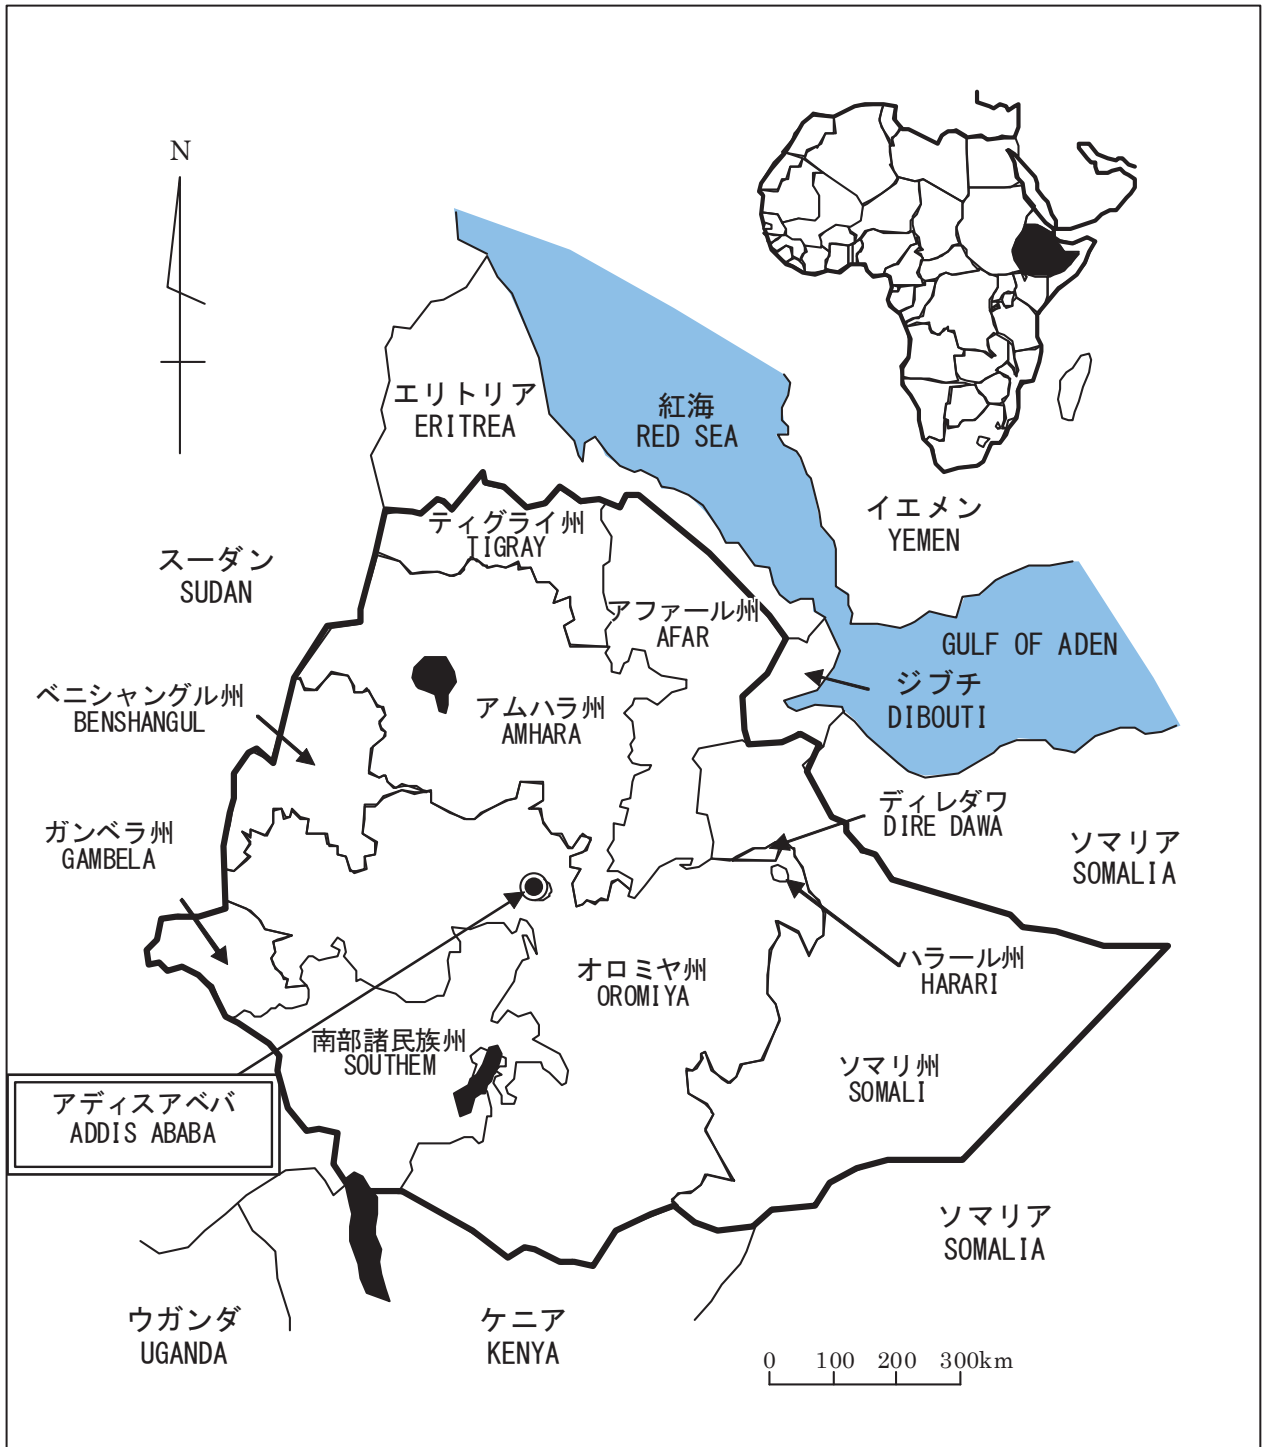 N
エリトリア
ERITREA
紅海
RED SEA
イエメン
YEMEN
スーダン
SUDAN
ティグライ州
TIGRAY
アファール州
AFAR
GULF OF ADEN
ジブチ
DIBOUTI
ベニシャングル州
BENSHANGUL
アムハラ州
AMHARA
ディレダワ
DIRE DAWA
ガンベラ州
GAMBELA
ソマリア
SOMALIA
ハラール州
HARARI
オロミヤ州
OROMIYA
南部諸民族州
SOUTHEM
ソマリ州
SOMALI
アディスアベバ
ADDIS ABABA
ソマリア
SOMALIA
ウガンダ
UGANDA
ケニア
KENYA
0 100 200 300km